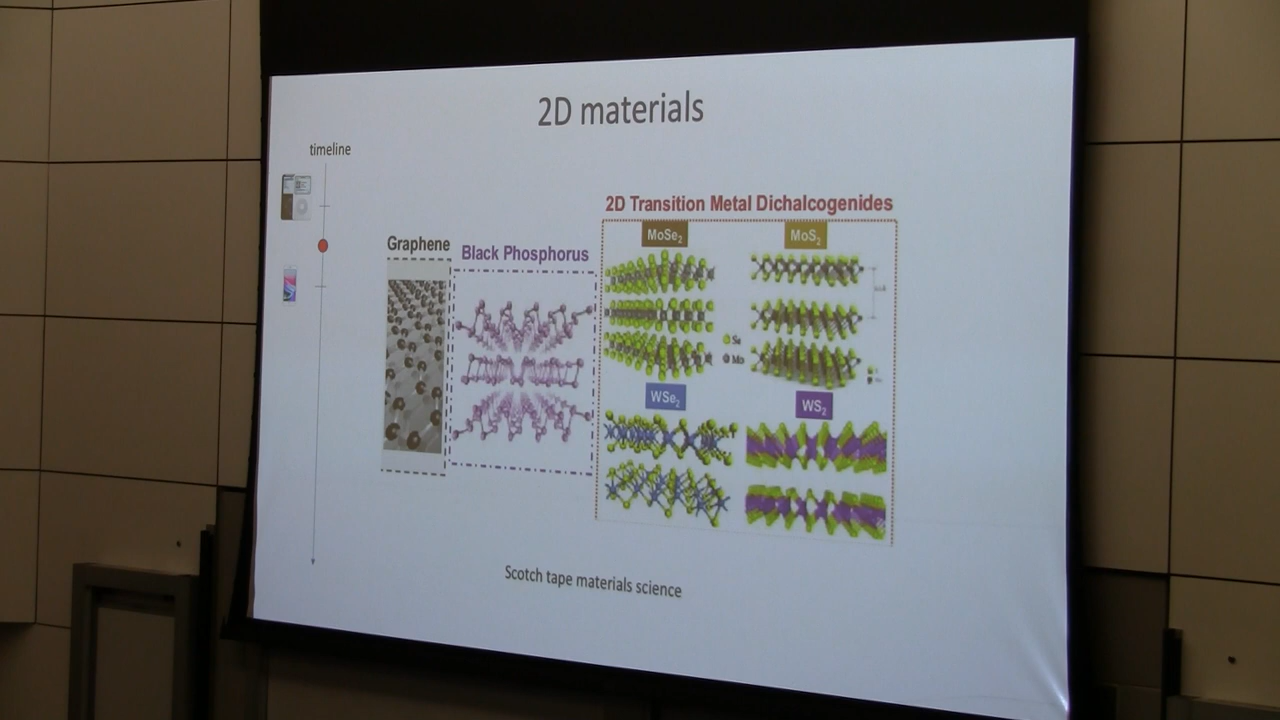 2D materials
timeline
2D Transition Metal Dichalcogenides
Graphene
Black Phosphorus
MoSe₂
MoS₂
Se
Mo
WSe₂
WS₂
Scotch tape materials science